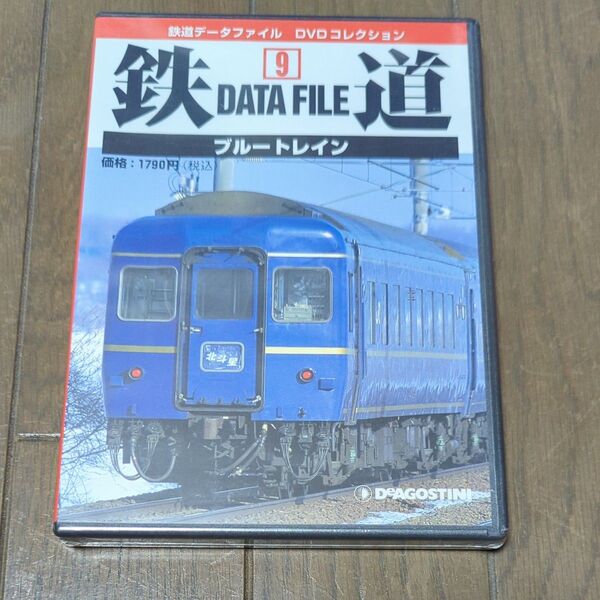 鉄道データファイル DVDコレクション
9
鉄 DATA FILE 道
ブルートレイン
価格:1790円(税込)
北斗星
DEAGOSTINI